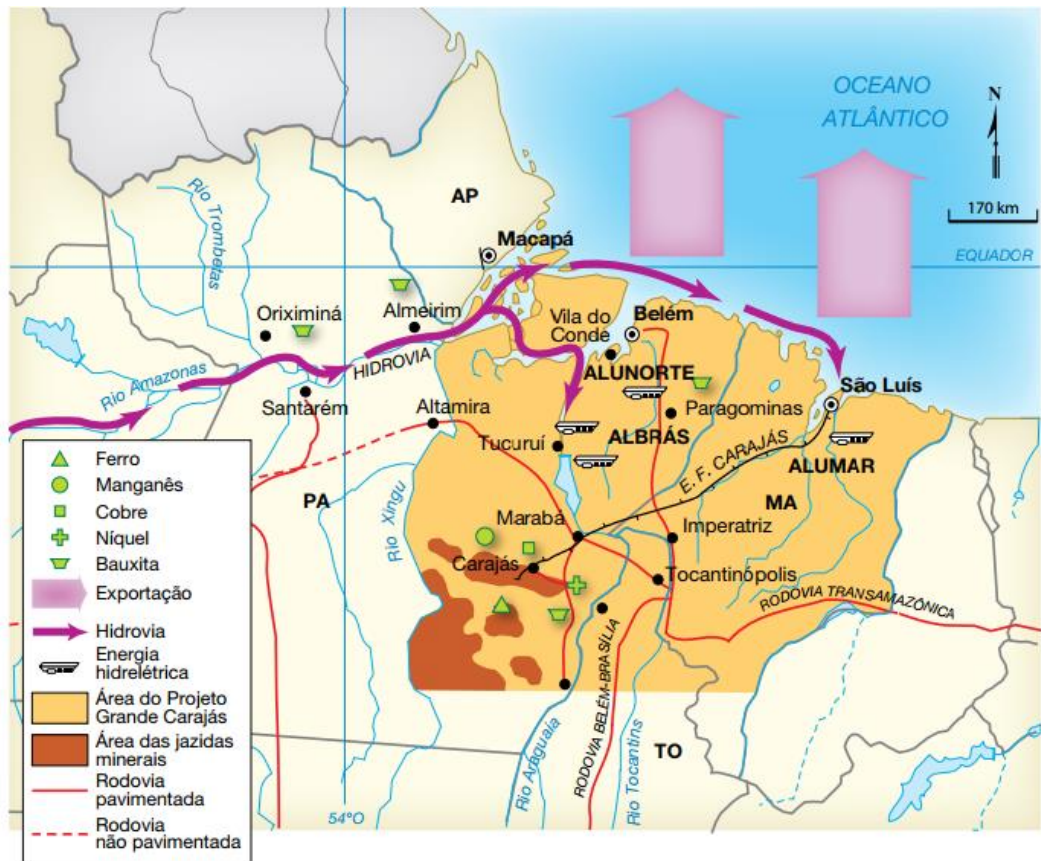 OCEANO
ATLÂNTICO
N
170 km
EQUADOR
AP
Macapá
Rio Trombetas
Oriximiná
Almeirim
Vila do
Conde
Belém
HIDROVIA
Rio Amazonas
ALUNORTE
São Luís
Santarém
Altamira
Paragominas
Tucuruí
ALBRÁS
E. F. CARAJÁS
ALUMAR
PA
Rio Xingu
MA
Marabá
Imperatriz
Carajás
Tocantinópolis
RODOVIA TRANSAMAZÔNICA
RODOVIA BELÉM-BRASÍLIA
Rio Araguaía
Rio Tocantins
TO
54ºO
Ferro
Manganês
Cobre
Níquel
Bauxita
Exportação
Hidrovia
Energia
hidrelétrica
Área do Projeto
Grande Carajás
Área das jazidas
minerais
Rodovia
pavimentada
Rodovia
não pavimentada